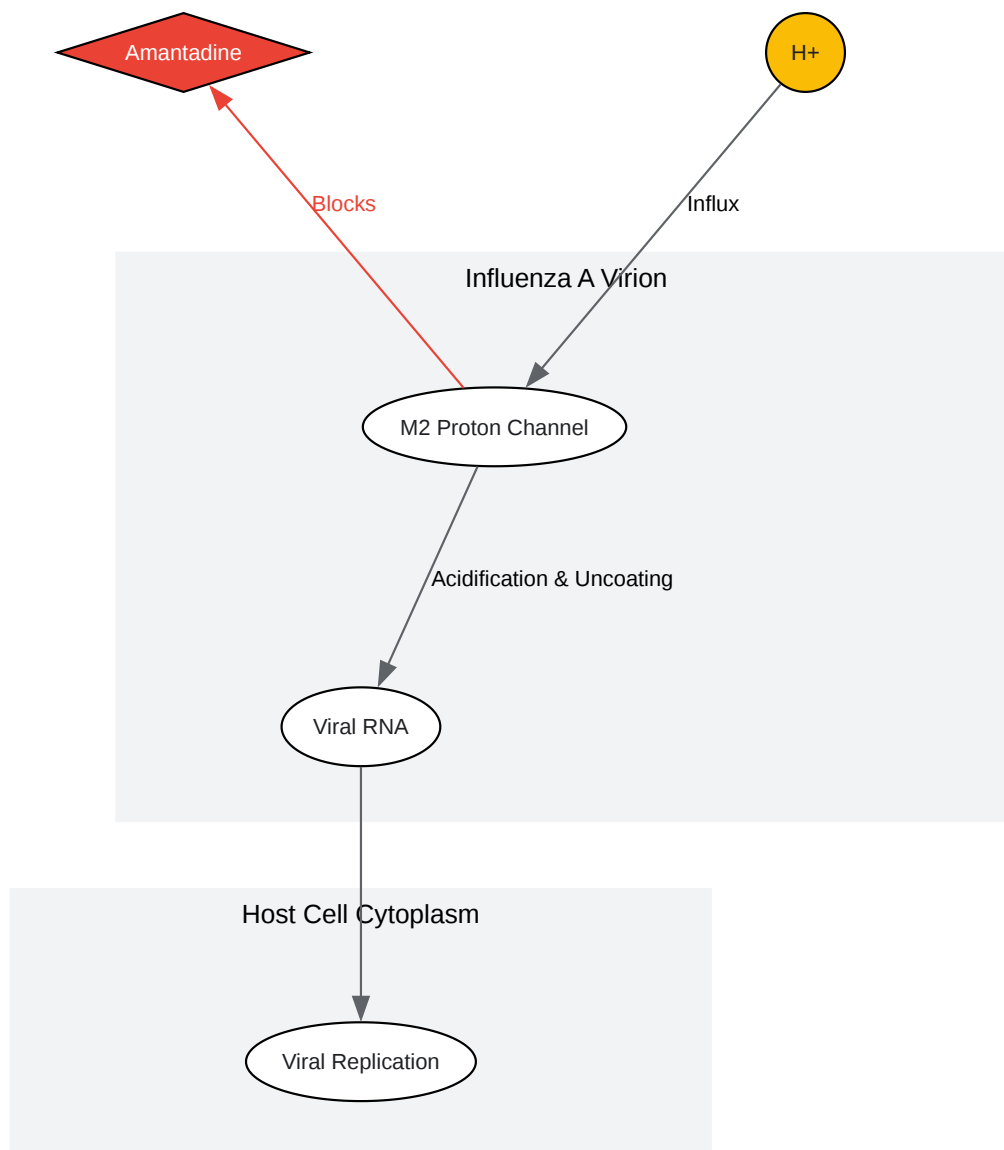 Amantadine
H+
Blocks
Influx
Influenza A Virion
M2 Proton Channel
Acidification & Uncoating
Viral RNA
Host Cell Cytoplasm
Viral Replication